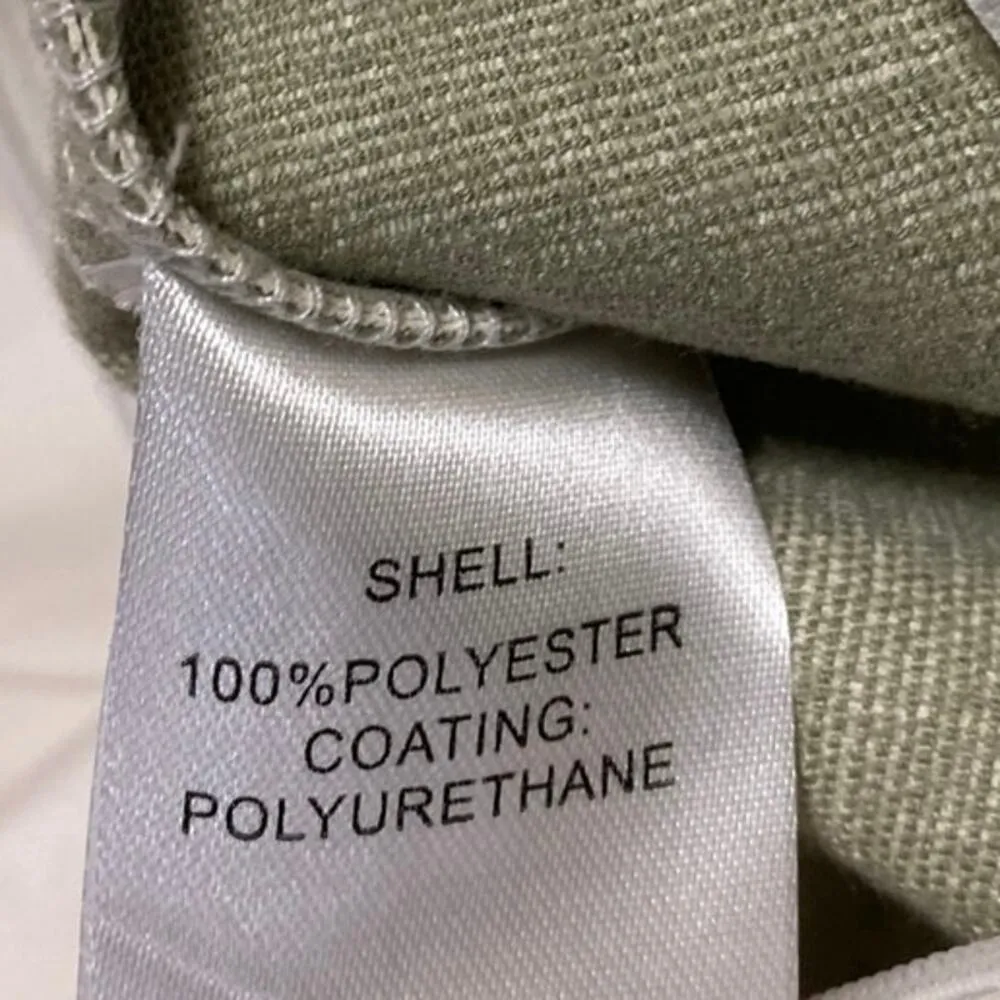 SHELL:
100%POLYESTER
COATING:
POLYURETHANE